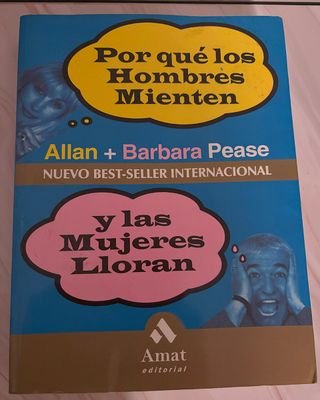 Por qué los
Hombres
Mienten
Allan + Barbara Pease
NUEVO BEST-SELLER INTERNACIONAL
y las
Mujeres
Lloran
Amat
editorial